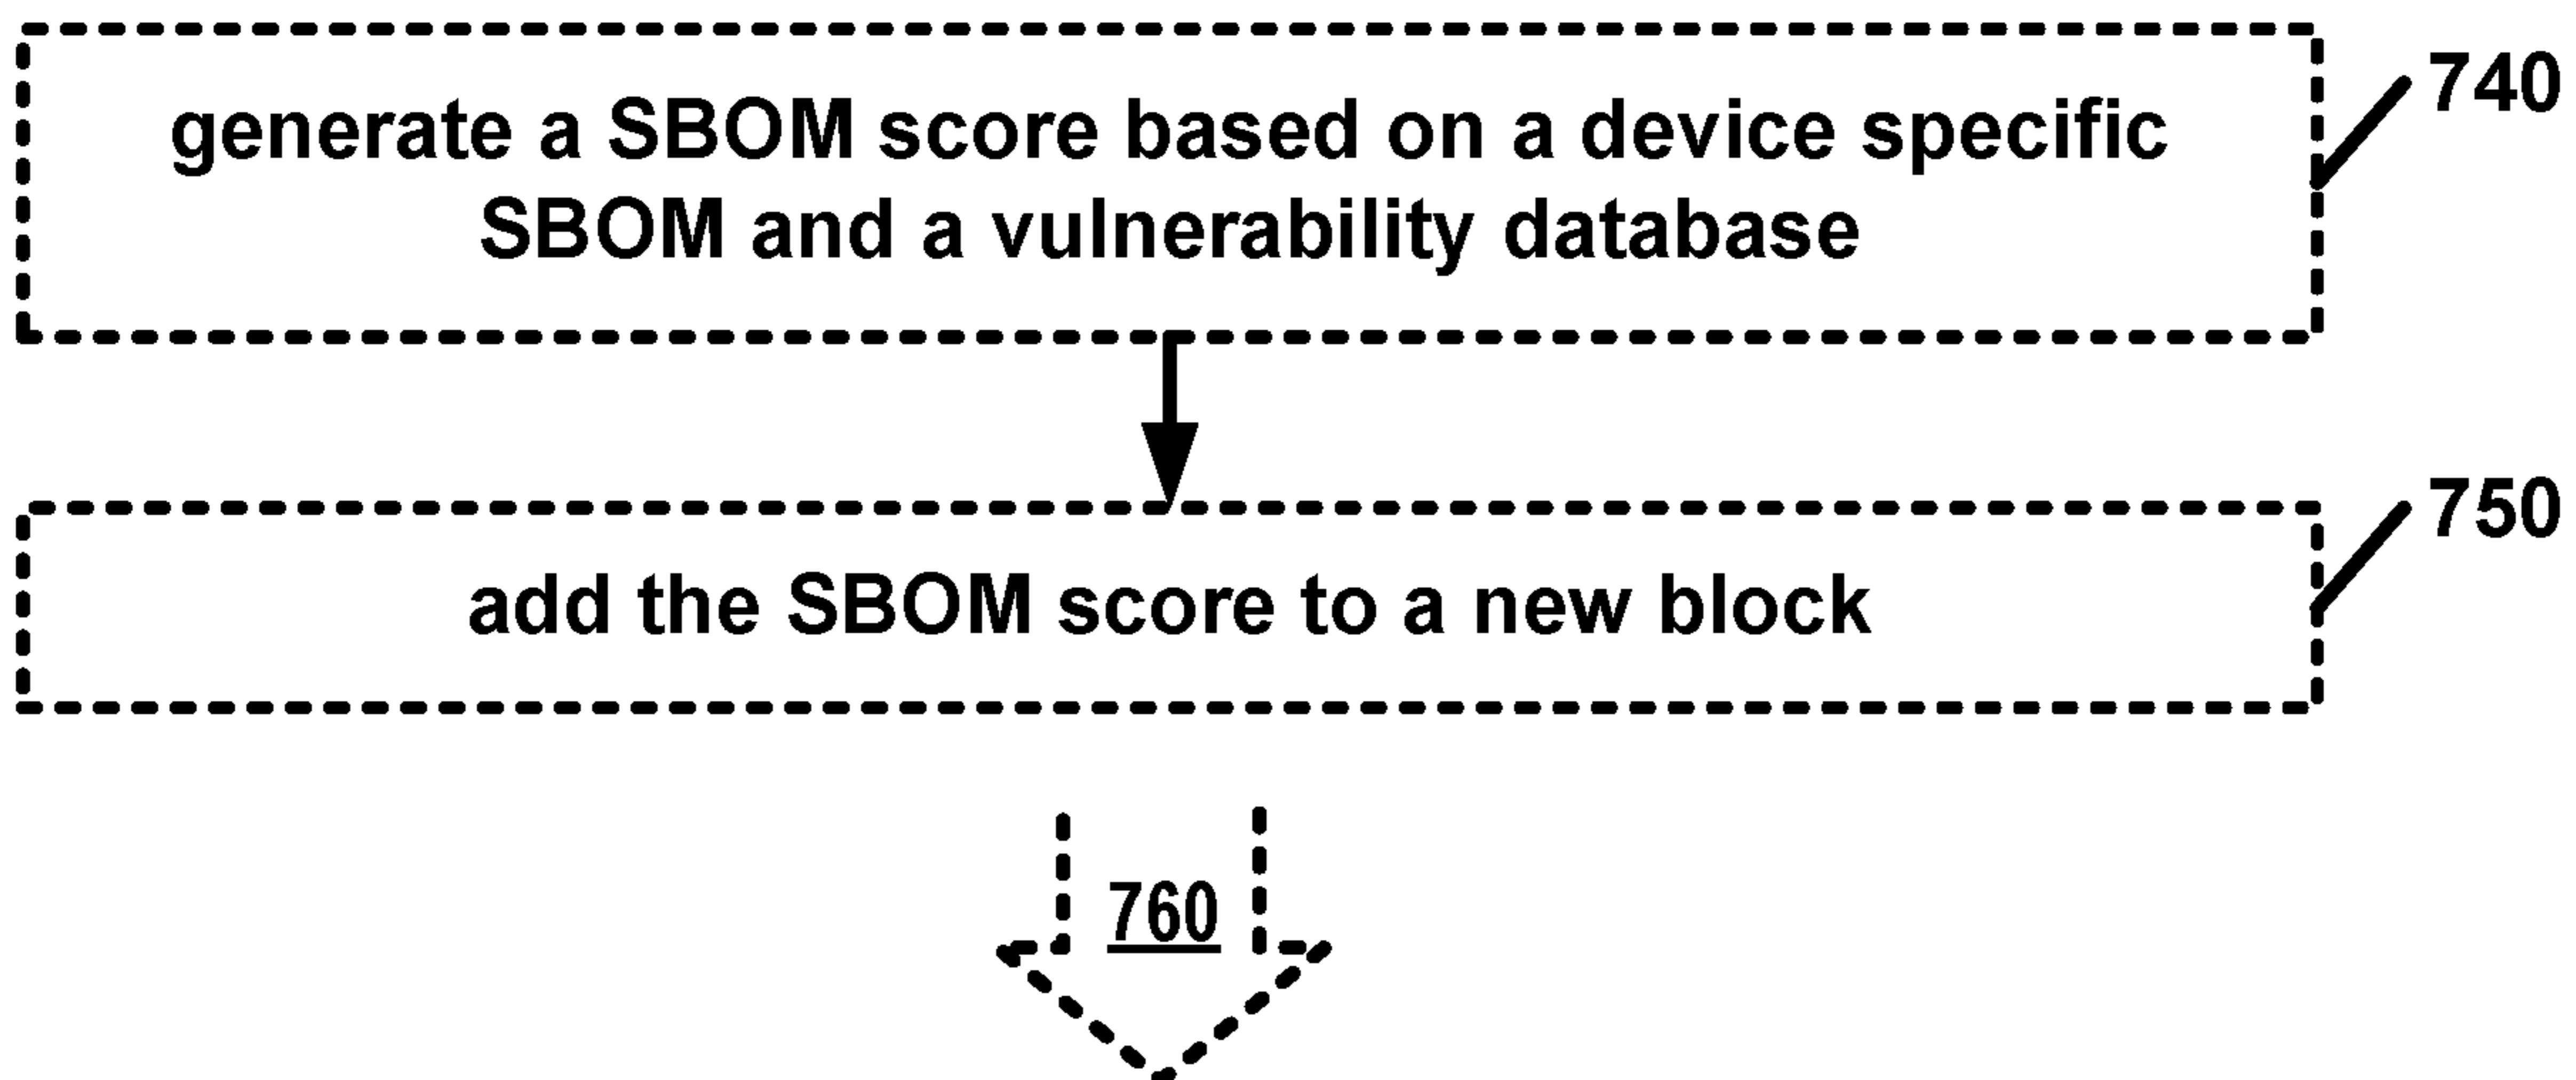 740
generate a SBOM score based on a device specific
SBOM and a vulnerability database
750
add the SBOM score to a new block
760